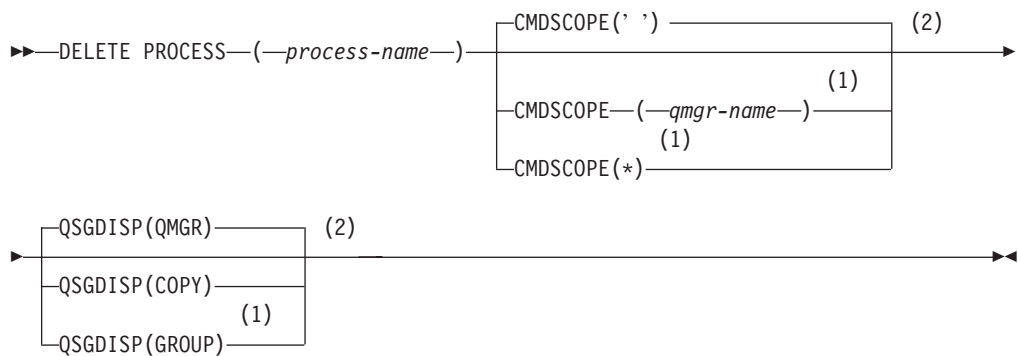 CMDSCOPE(’ ’) (2)
DELETE PROCESS ( process-name )
(1)
CMDSCOPE ( qmgr-name )
(1)
CMDSCOPE(*)
QSGDISP(QMGR) (2)
QSGDISP(COPY)
(1)
QSGDISP(GROUP)